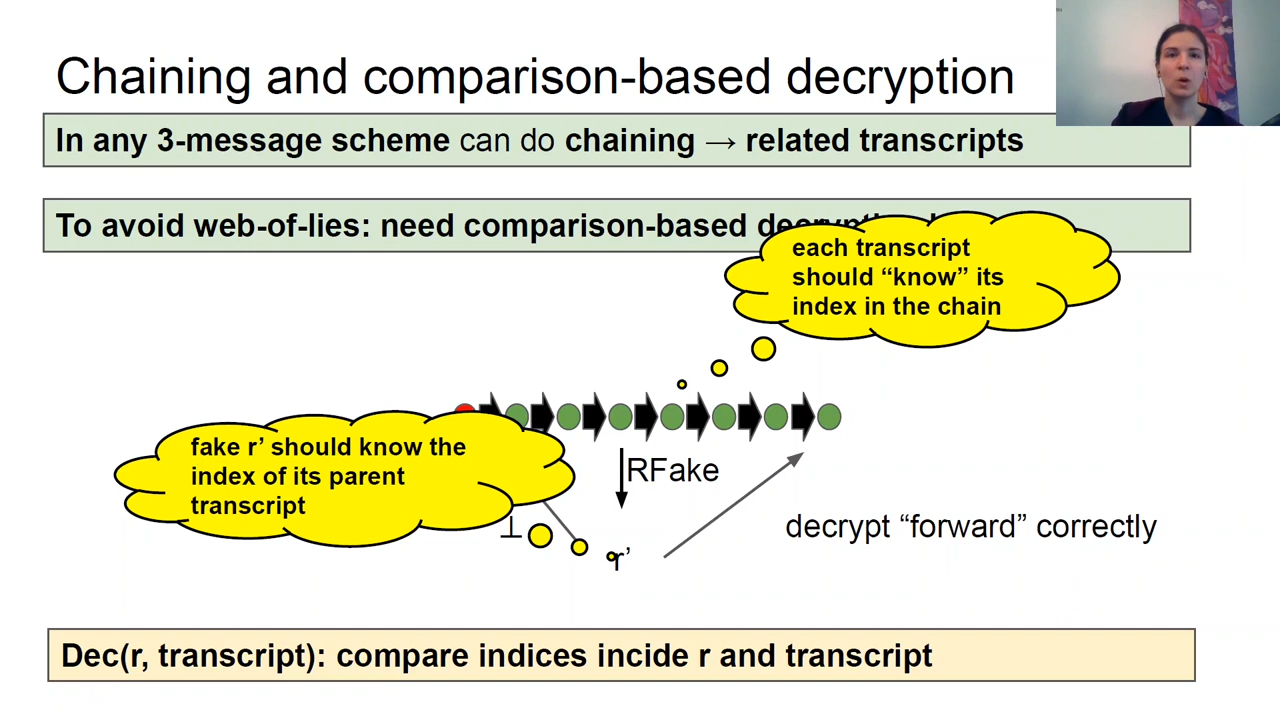 Chaining and comparison-based decryption
In any 3-message scheme can do chaining → related transcripts
To avoid web-of-lies: need comparison-based
each transcript
should “know” its
index in the chain
fake r’ should know the
index of its parent
transcript
RFake
⊥
r’
decrypt “forward” correctly
Dec(r, transcript): compare indices incide r and transcript